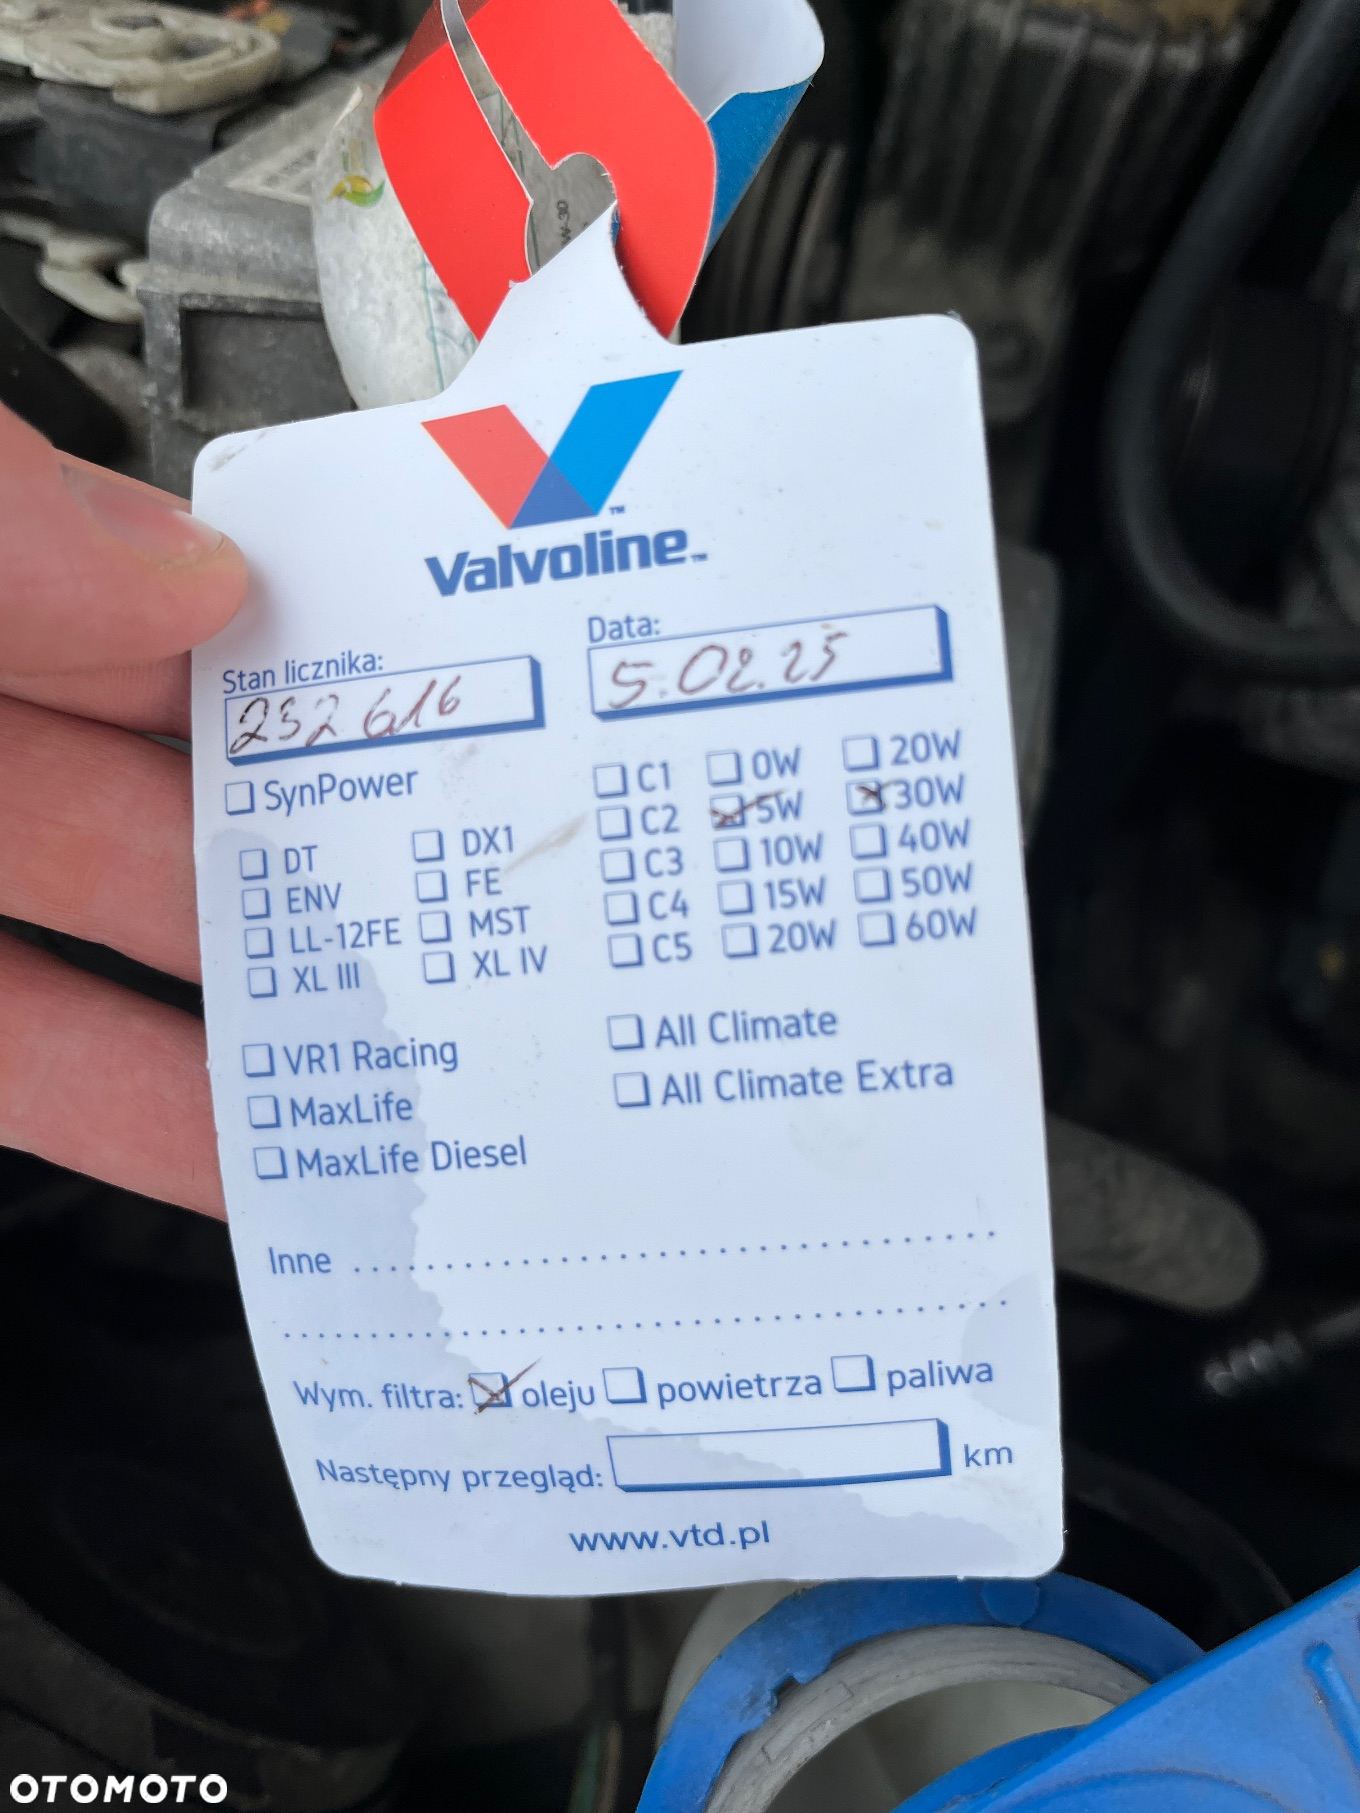 W-30
Valvoline™
Stan licznika:
232 616
Data:
5.02.25
SynPower
DT
DX1
ENV
FE
LL-12FE
MST
XL III
XL IV
C1 0W 20W
C2 5W 30W
C3 10W 40W
C4 15W 50W
C5 20W 60W
VR1 Racing
MaxLife
MaxLife Diesel
All Climate
All Climate Extra
Inne
Wym. filtra: oleju powietrza paliwa
Następny przegląd: km
www.vtd.pl
OTOMOTO